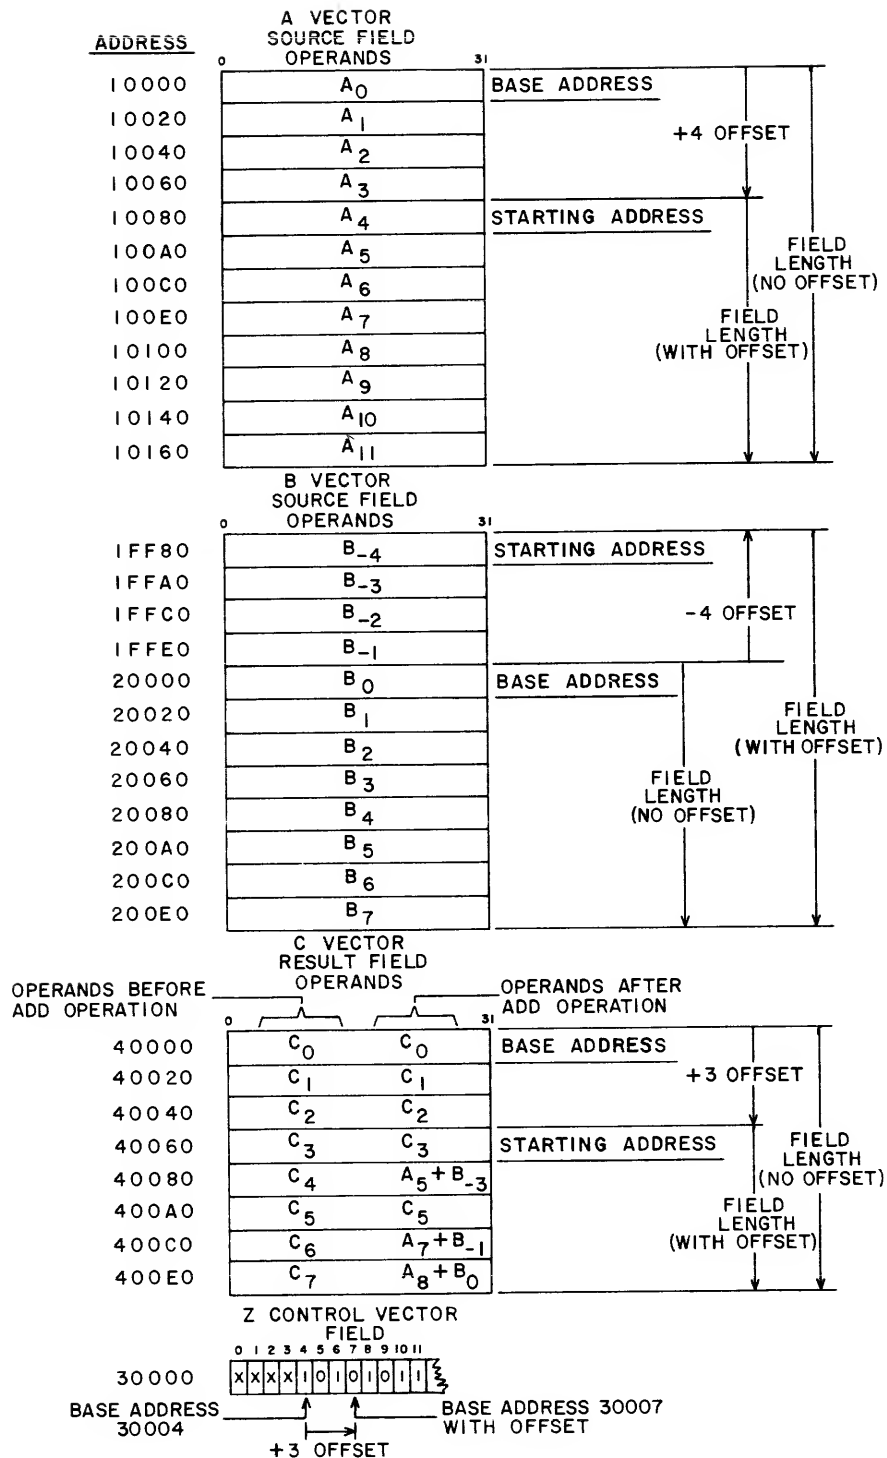 A VECTOR
SOURCE FIELD
OPERANDS
ADDRESS
0 31
10000 A0 BASE ADDRESS
10020 A1
+4 OFFSET
10040 A2
10060 A3
10080 A4 STARTING ADDRESS
100A0 A5
100C0 A6
100E0 A7
10100 A8
10120 A9
10140 A10
10160 A11
FIELD
LENGTH
(NO OFFSET)
FIELD
LENGTH
(WITH OFFSET)
B VECTOR
SOURCE FIELD
OPERANDS
0 31
1FF80 B-4 STARTING ADDRESS
1FFA0 B-3
1FFC0 B-2
-4 OFFSET
1FFE0 B-1
20000 B0 BASE ADDRESS
20020 B1
20040 B2
20060 B3
20080 B4
200A0 B5
200C0 B6
200E0 B7
FIELD
LENGTH
(WITH OFFSET)
FIELD
LENGTH
(NO OFFSET)
C VECTOR
RESULT FIELD
OPERANDS
OPERANDS BEFORE
ADD OPERATION
OPERANDS AFTER
ADD OPERATION
0 31
40000 C0 C0 BASE ADDRESS
40020 C1 C1
+3 OFFSET
40040 C2 C2
40060 C3 C3 STARTING ADDRESS
40080 C4 A5+B-3
400A0 C5 C5
400C0 C6 A7+B-1
400E0 C7 A8+B0
FIELD
LENGTH
(NO OFFSET)
FIELD
LENGTH
(WITH OFFSET)
Z CONTROL VECTOR
FIELD
0 1 2 3 4 5 6 7 8 9 10 11
30000 X X X X 1 0 1 0 1 0 1 1
BASE ADDRESS
30004
BASE ADDRESS 30007
WITH OFFSET
+3 OFFSET